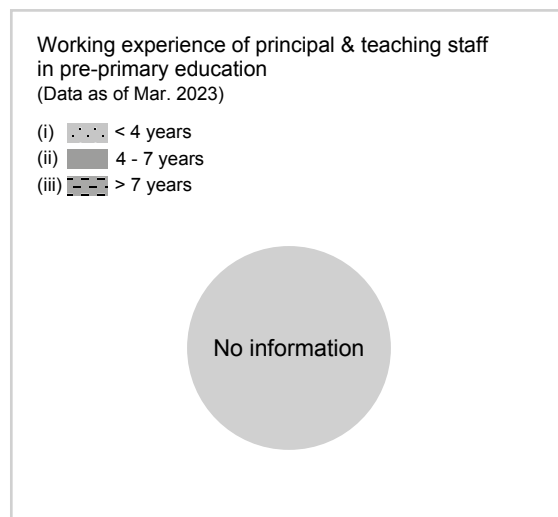 Working experience of principal & teaching staff
in pre-primary education
(Data as of Mar. 2023)
(i) < 4 years
(ii) 4 - 7 years
(iii) > 7 years
No information